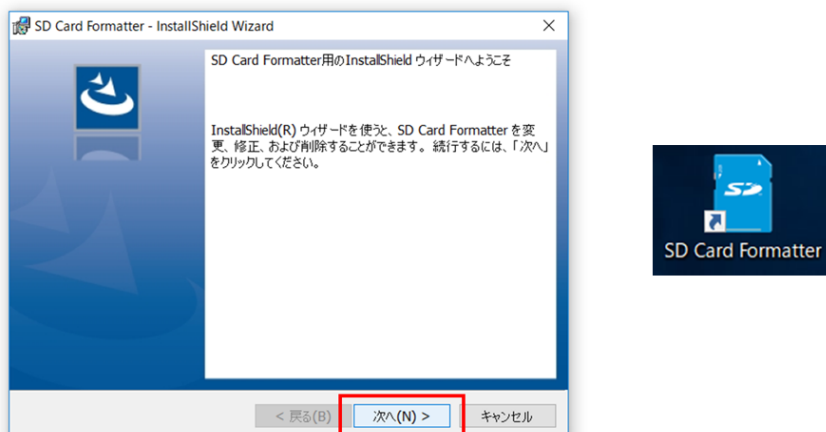 SD Card Formatter - InstallShield Wizard
SD Card Formatter用のInstallShield ウィザードへようこそ
InstallShield(R) ウィザードを使うと、SD Card Formatter を変
更、修正、および削除することができます。続行するには、「次へ」
をクリックしてください。
< 戻る(B)
次へ(N) >
キャンセル
SD
SD Card Formatter